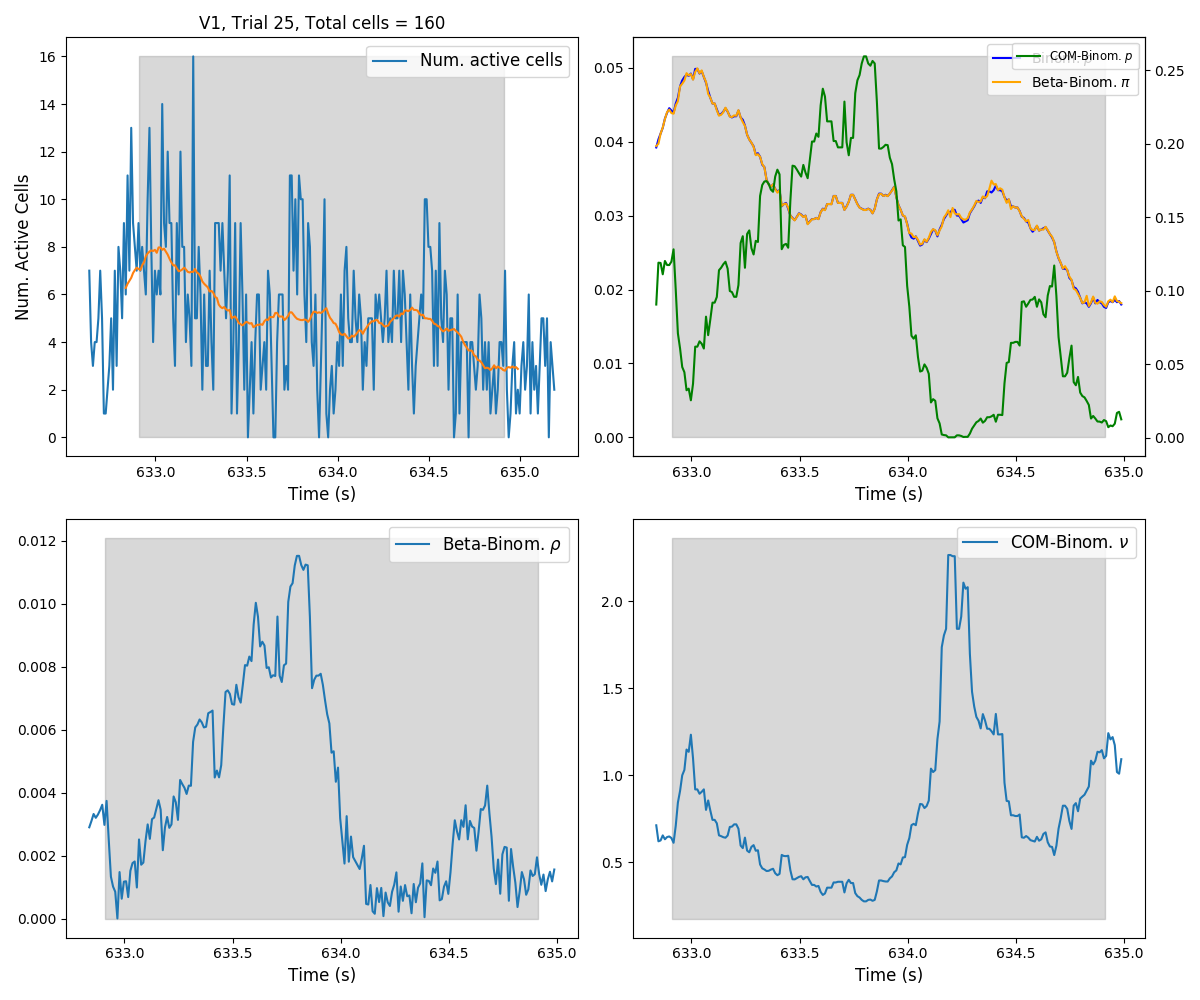 V1, Trial 25, Total cells = 160
Num. active cells
16
14
12
10
8
6
4
2
0
Num. Active Cells
633.0 633.5 634.0 634.5 635.0
Time (s)
COM-Binom. p
Beta-Binom. π
0.05
0.04
0.03
0.02
0.01
0.00
0.25
0.20
0.15
0.10
0.05
0.00
633.0 633.5 634.0 634.5 635.0
Time (s)
Beta-Binom. ρ
0.012
0.010
0.008
0.006
0.004
0.002
0.000
633.0 633.5 634.0 634.5 635.0
Time (s)
COM-Binom. ν
2.0
1.5
1.0
0.5
633.0 633.5 634.0 634.5 635.0
Time (s)